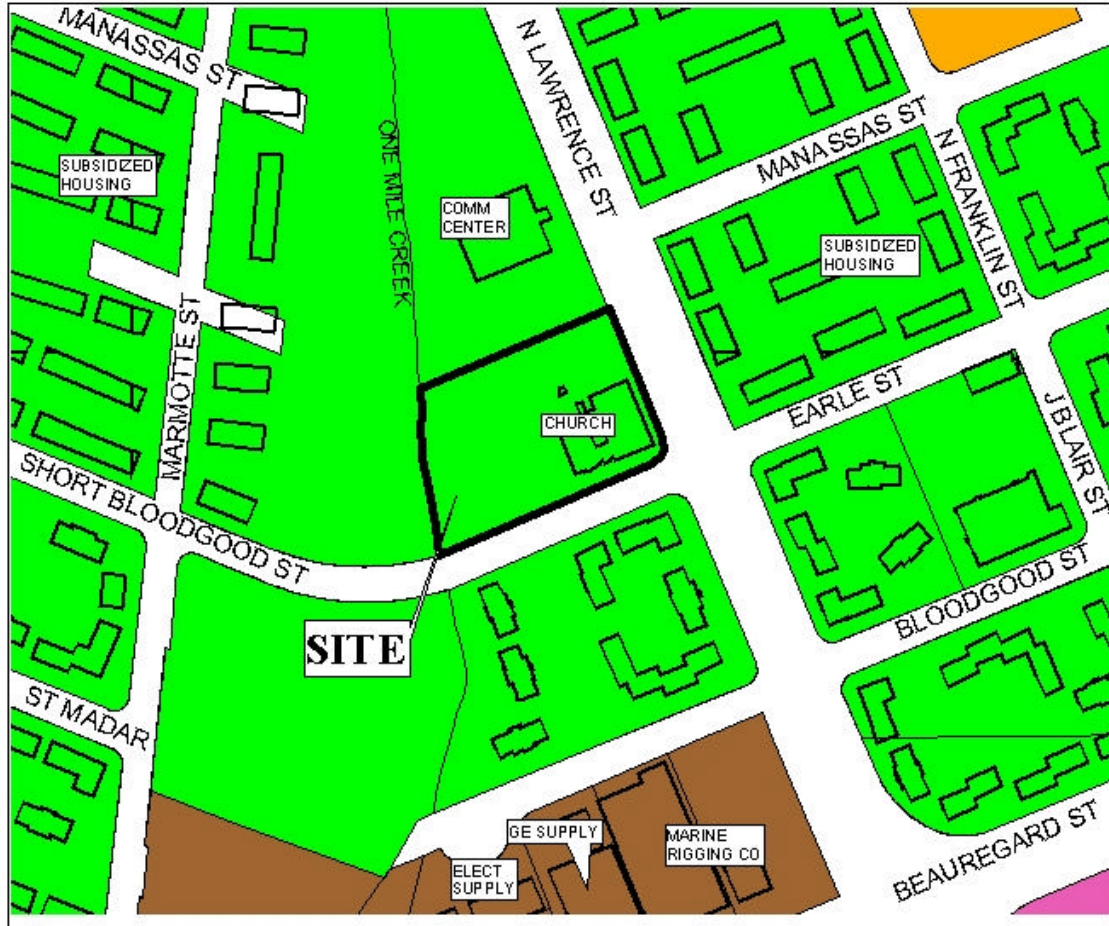 MANASSAS ST
N LAWRENCE ST
MANASSAS ST
N FRANKLIN ST
ONE MILE CREEK
SUBSIDIZED
HOUSING
COMM
CENTER
SUBSIDIZED
HOUSING
MARMOTTE ST
EARLE ST
J BLAIR ST
CHURCH
SHORT BLOODGOOD ST
BLOODGOOD ST
SITE
ST MADAR
GE SUPPLY
MARINE
RIGGING CO
ELECT
SUPPLY
BEAUREGARD ST